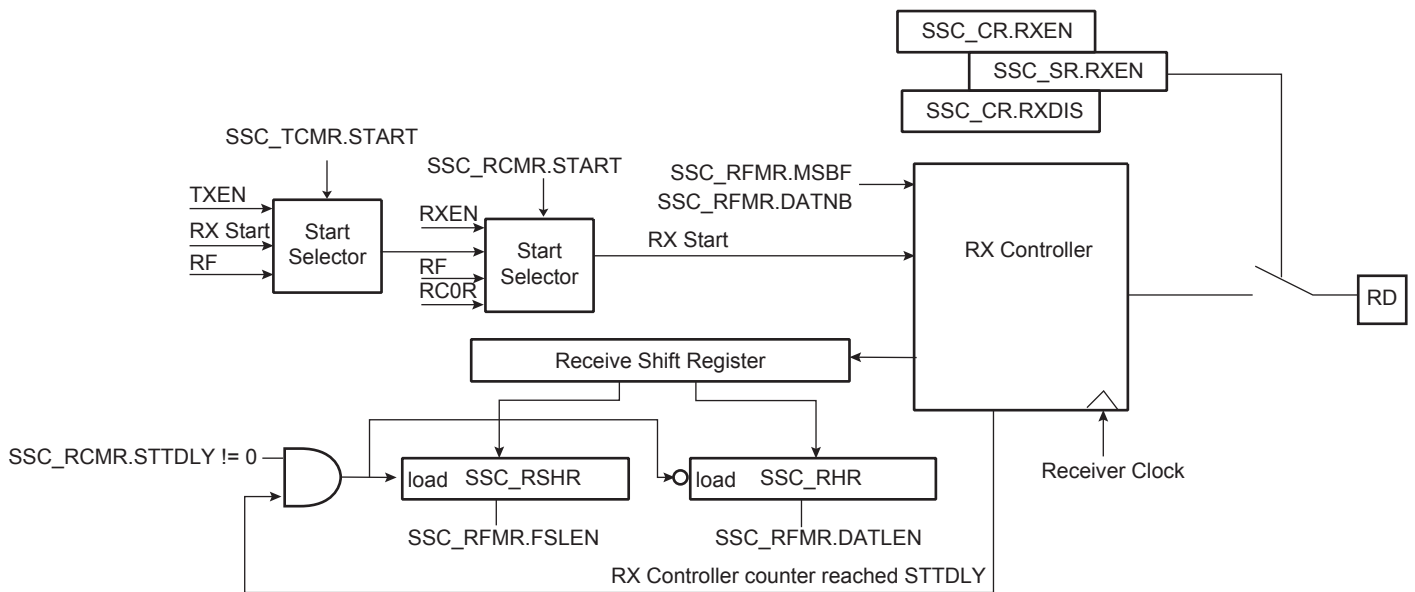 SSC_CR.RXEN
SSC_SR.RXEN
SSC_CR.RXDIS
SSC_TCMR.START
SSC_RCMR.START
SSC_RFMR.MSBF
SSC_RFMR.DATNB
TXEN
RX Start
RF
Start
Selector
RXEN
RF
RC0R
Start
Selector
RX Start
RX Controller
RD
Receive Shift Register
Receiver Clock
SSC_RCMR.STTDLY != 0
load SSC_RSHR
load SSC_RHR
SSC_RFMR.FSLEN
SSC_RFMR.DATLEN
RX Controller counter reached STTDLY